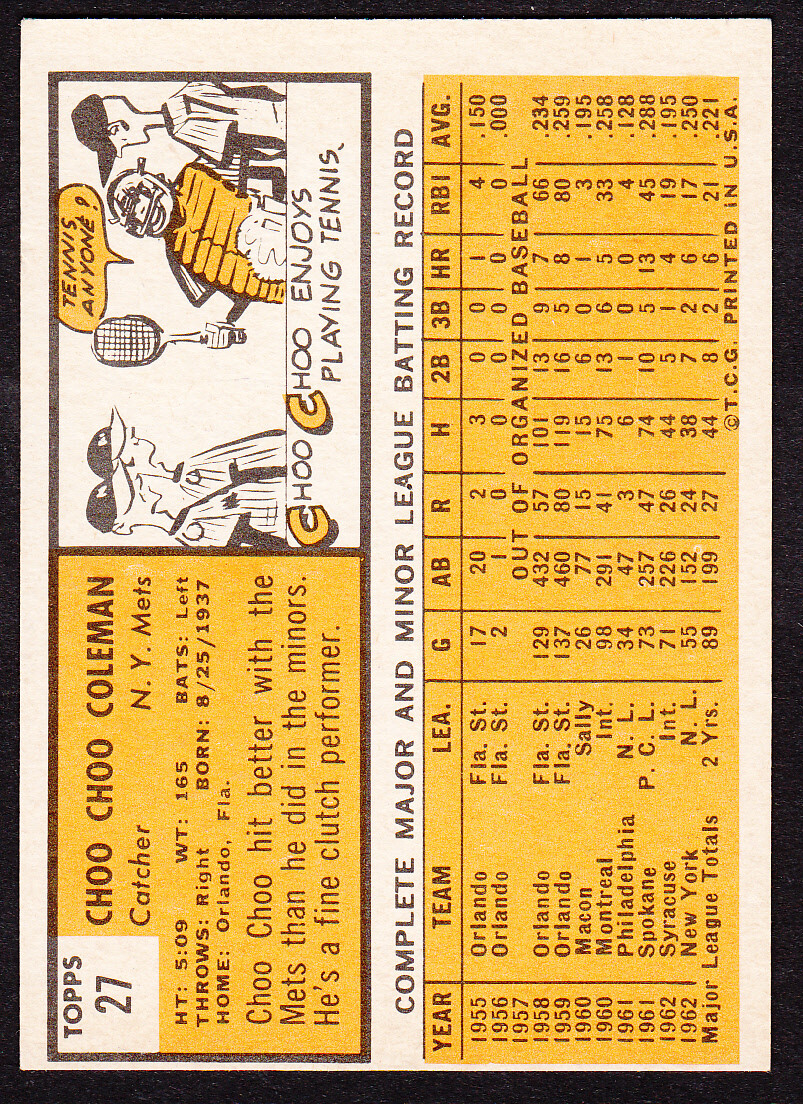 TOPPS
27
CHOO CHOO COLEMAN
Catcher N. Y. Mets
HT: 5:09 WT: 165 BATS: Left
THROWS: Right BORN: 8/25/1937
HOME: Orlando, Fla.
Choo Choo hit better with the
Mets than he did in the minors.
He's a fine clutch performer.
TENNIS,
ANYONE?
CHOO CHOO ENJOYS
PLAYING TENNIS.
COMPLETE MAJOR AND MINOR LEAGUE BATTING RECORD
YEAR TEAM LEA. G AB R H 2B 3B HR RBI AVG.
1955 Orlando Fla. St. 17 20 2 3 0 0 1 4 .150
1956 Orlando Fla. St. 2 1 0 0 0 0 0 0 .000
1957 OUT OF ORGANIZED BASEBALL
1958 Orlando Fla. St. 129 432 57 101 13 9 7 66 .234
1959 Orlando Fla. St. 137 460 80 119 16 5 8 80 .259
1960 Macon Sally 26 77 15 15 6 0 1 3 .195
1960 Montreal Int. 98 291 41 75 13 6 5 33 .258
1961 Philadelphia N. L. 34 47 3 6 1 0 0 4 .128
1961 Spokane P. C. L. 73 257 47 74 10 5 13 45 .288
1962 Syracuse Int. 71 226 26 44 5 1 4 19 .195
1962 New York N. L. 55 152 24 38 7 2 6 17 .250
Major League Totals 2 Yrs. 89 199 27 44 8 2 6 21 .221
©T.C.G. PRINTED IN U.S.A.